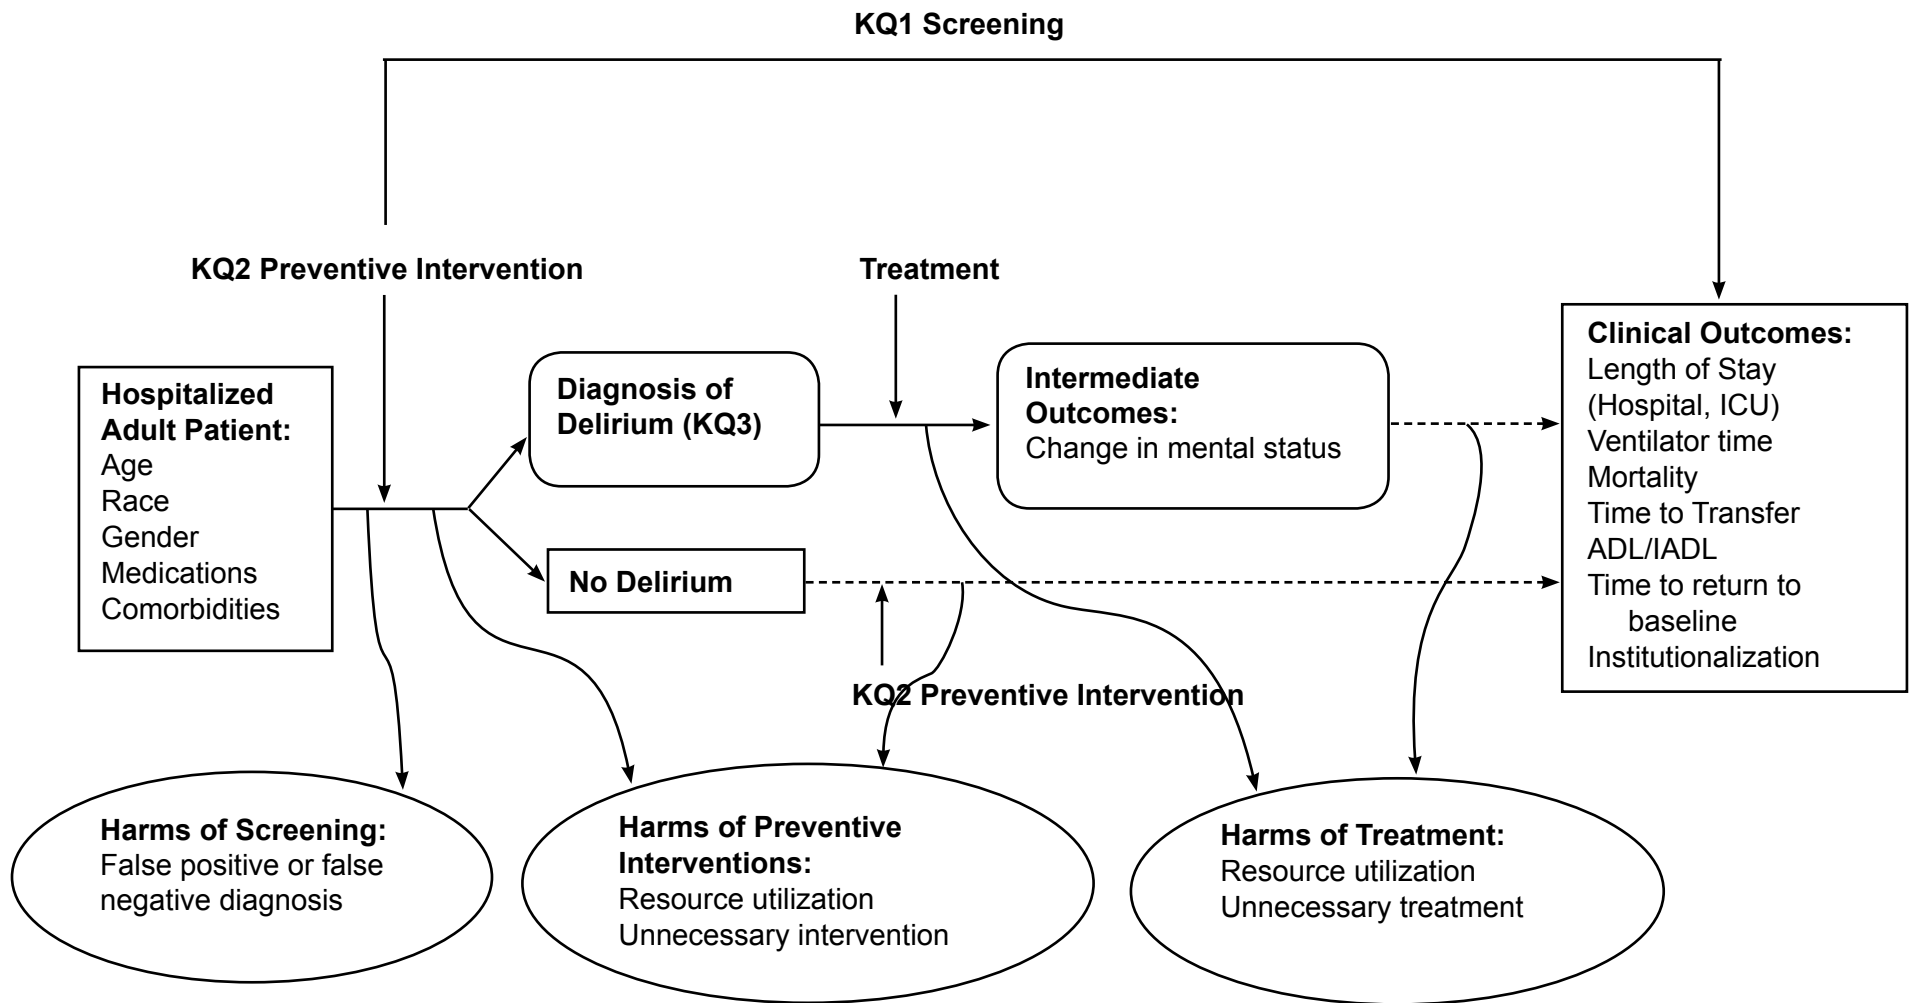 KQ1 Screening
KQ2 Preventive Intervention
Treatment
Hospitalized
Adult Patient:
Age
Race
Gender
Medications
Comorbidities
Diagnosis of
Delirium (KQ3)
No Delirium
Intermediate
Outcomes:
Change in mental status
Clinical Outcomes:
Length of Stay
(Hospital, ICU)
Ventilator time
Mortality
Time to Transfer
ADL/IADL
Time to return to
baseline
Institutionalization
KQ2 Preventive Intervention
Harms of Screening:
False positive or false
negative diagnosis
Harms of Preventive
Interventions:
Resource utilization
Unnecessary intervention
Harms of Treatment:
Resource utilization
Unnecessary treatment